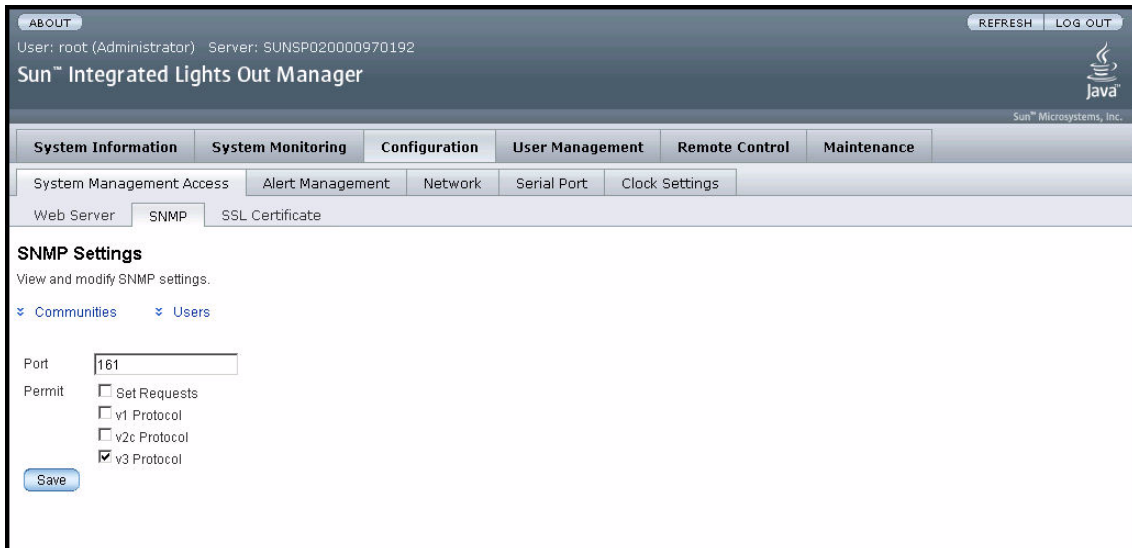 ABOUT
REFRESH LOG OUT
User: root (Administrator) Server: SUNSP020000970192
Sun™ Integrated Lights Out Manager
Java™
Sun™ Microsystems, Inc.
System Information System Monitoring Configuration User Management Remote Control Maintenance
System Management Access Alert Management Network Serial Port Clock Settings
Web Server SNMP SSL Certificate
SNMP Settings
View and modify SNMP settings.
Communities Users
Port 161
Permit Set Requests
v1 Protocol
v2c Protocol
v3 Protocol
Save